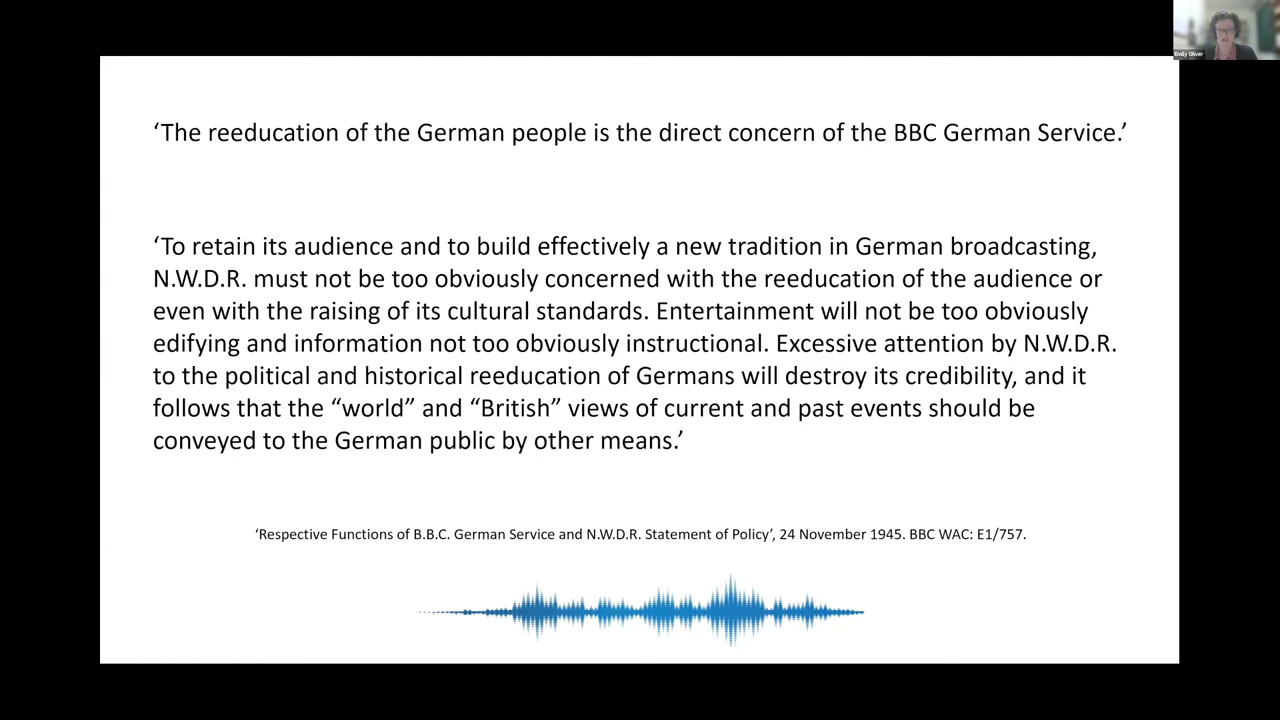 Emily Oliver
‘The reeducation of the German people is the direct concern of the BBC German Service.’
‘To retain its audience and to build effectively a new tradition in German broadcasting,
N.W.D.R. must not be too obviously concerned with the reeducation of the audience or
even with the raising of its cultural standards. Entertainment will not be too obviously
edifying and information not too obviously instructional. Excessive attention by N.W.D.R.
to the political and historical reeducation of Germans will destroy its credibility, and it
follows that the “world” and “British” views of current and past events should be
conveyed to the German public by other means.’
‘Respective Functions of B.B.C. German Service and N.W.D.R. Statement of Policy’, 24 November 1945. BBC WAC: E1/757.